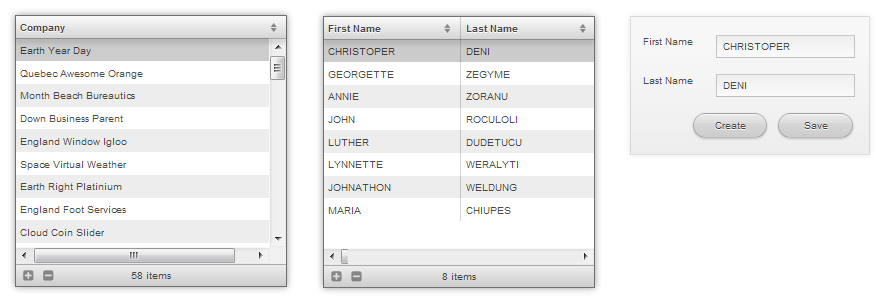 Company
Earth Year Day
Quebec Awesome Orange
Month Beach Bureautics
Down Business Parent
England Window Igloo
Space Virtual Weather
Earth Right Platinium
England Foot Services
Cloud Coin Slider
58 items
First Name Last Name
CHRISTOPER DENI
GEORGETTE ZEGYME
ANNIE ZORANU
JOHN ROCULOLI
LUTHER DUDETUCU
LYNNETTE WERALYTI
JOHNATHON WELDUNG
MARIA CHIUPES
8 items
First Name CHRISTOPER
Last Name DENI
Create Save